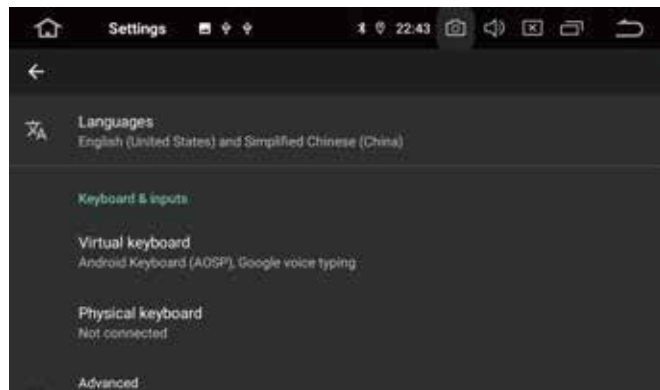 Settings 22:43
Languages
English (United States) and Simplified Chinese (China)
Keyboard & inputs
Virtual keyboard
Android Keyboard (AOSP), Google voice typing
Physical keyboard
Not connected
Advanced